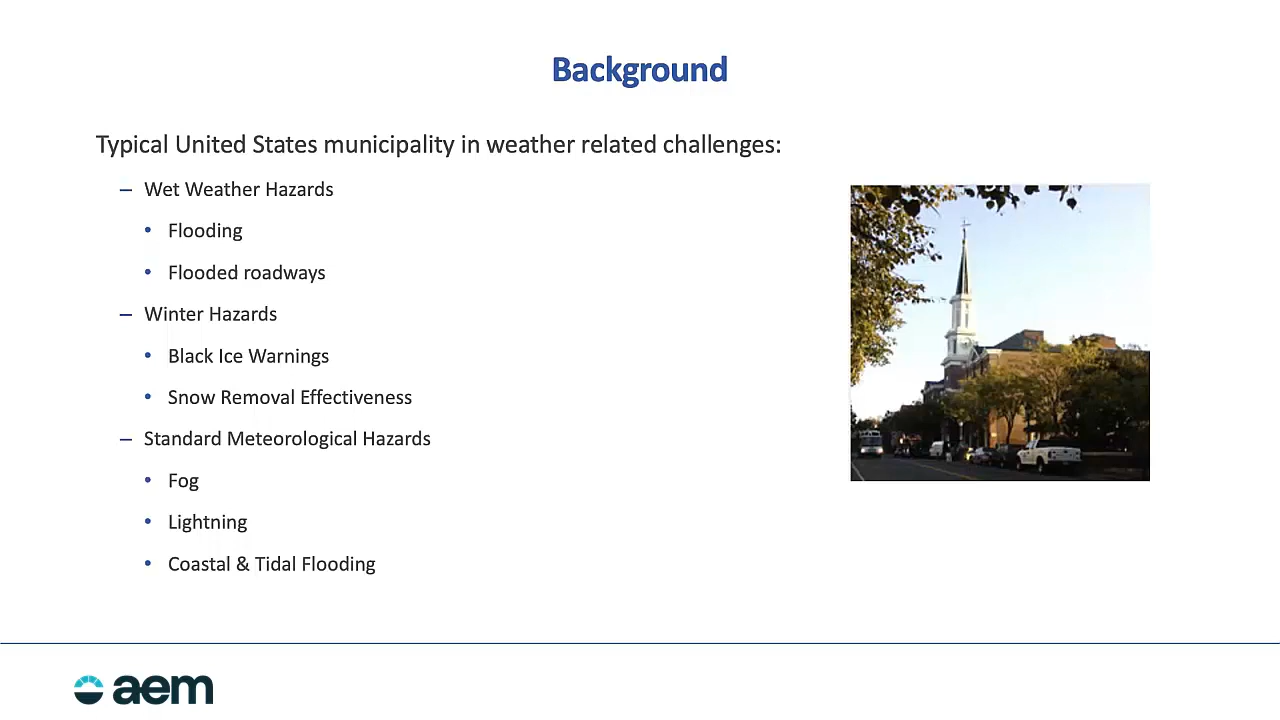 Background
Typical United States municipality in weather related challenges:
– Wet Weather Hazards
• Flooding
• Flooded roadways
– Winter Hazards
• Black Ice Warnings
• Snow Removal Effectiveness
– Standard Meteorological Hazards
• Fog
• Lightning
• Coastal & Tidal Flooding
aem